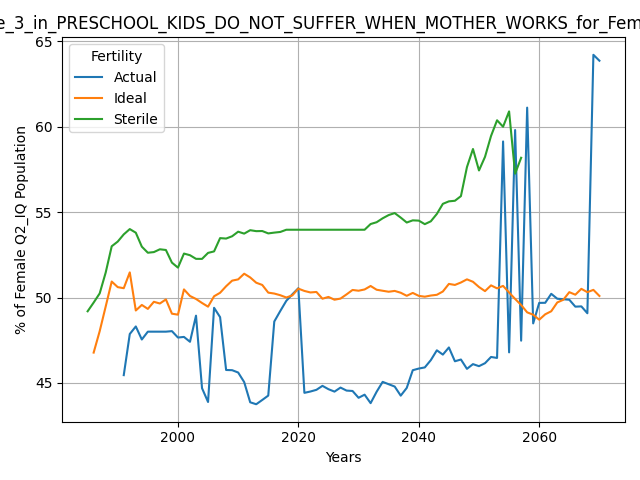 e_3_in_PRESCHOOL_KIDS_DO_NOT_SUFFER_WHEN_MOTHER_WORKS_for_Fem
65
60
55
50
45
% of Female Q2_IQ Population
Fertility
Actual
Ideal
Sterile
2000
2020
2040
2060
Years